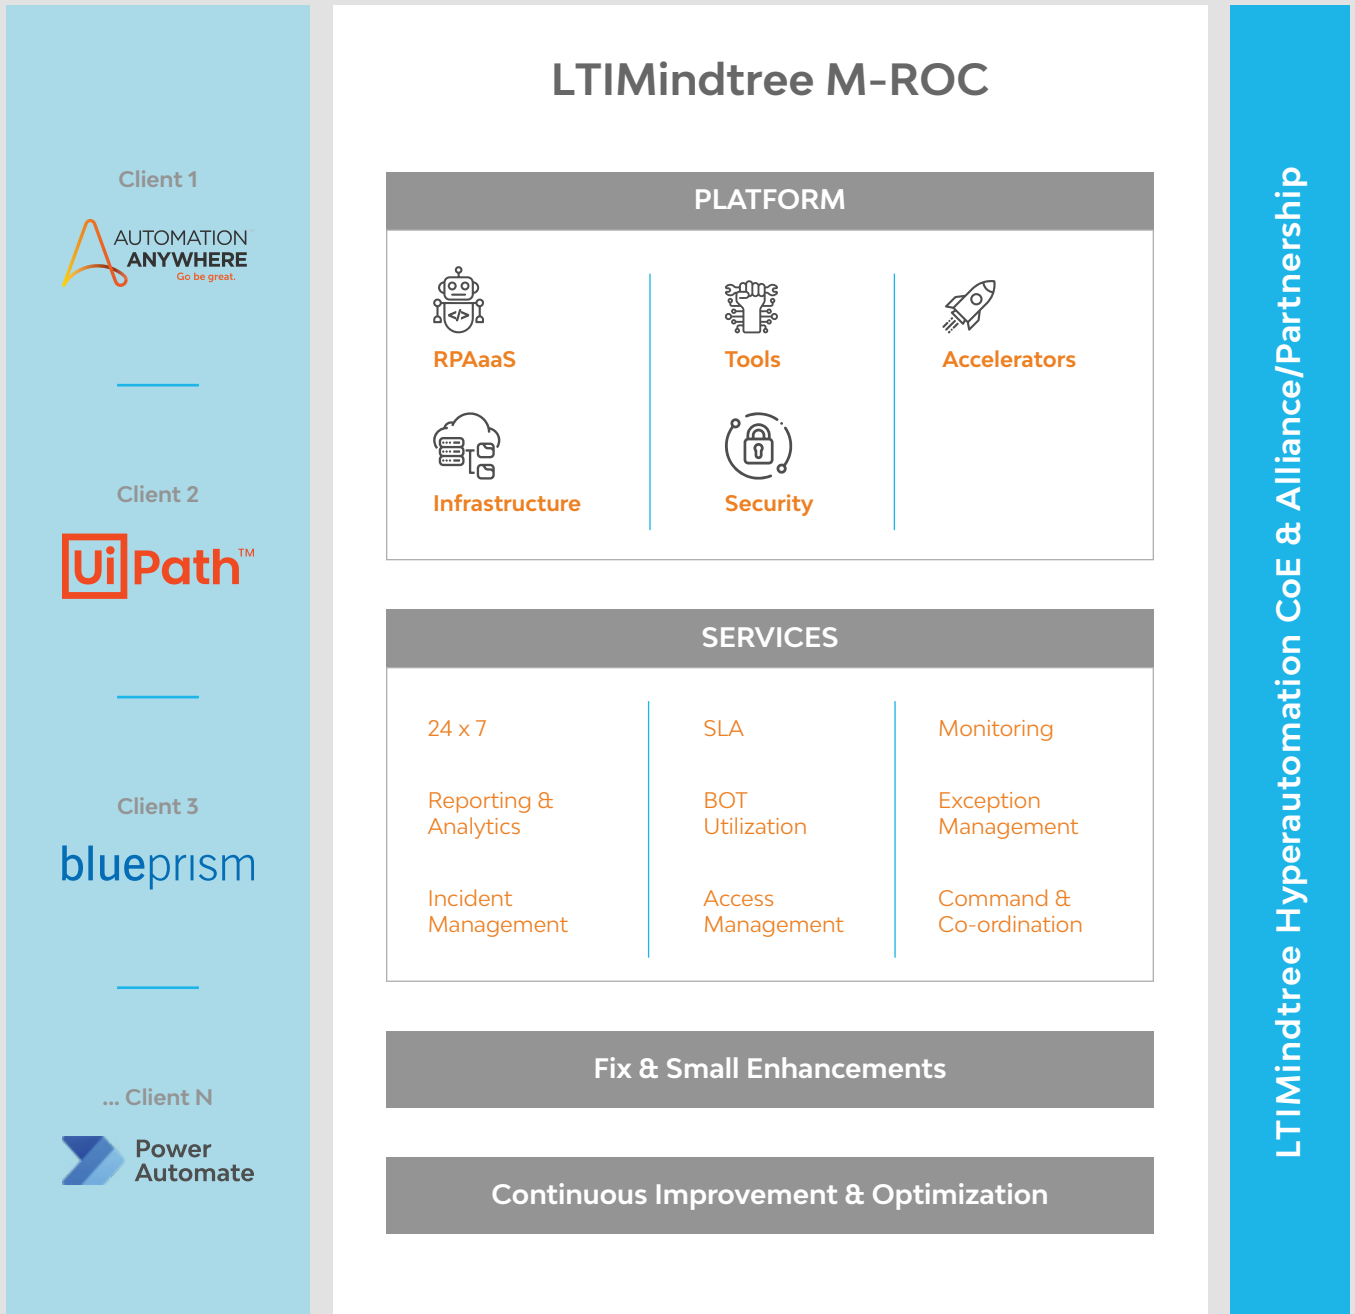 LTIMindtree M-ROC
Client 1
AUTOMATION
ANYWHERE
Go be great.
Client 2
UiPath™
Client 3
blueprism
... Client N
Power
Automate
PLATFORM
RPAaaS
Tools
Accelerators
</>
Infrastructure
Security
SERVICES
24 x 7
SLA
Monitoring
Reporting &
Analytics
BOT
Utilization
Exception
Management
Incident
Management
Access
Management
Command &
Co-ordination
Fix & Small Enhancements
Continuous Improvement & Optimization
LTIMindtree Hyperautomation CoE & Alliance/Partnership